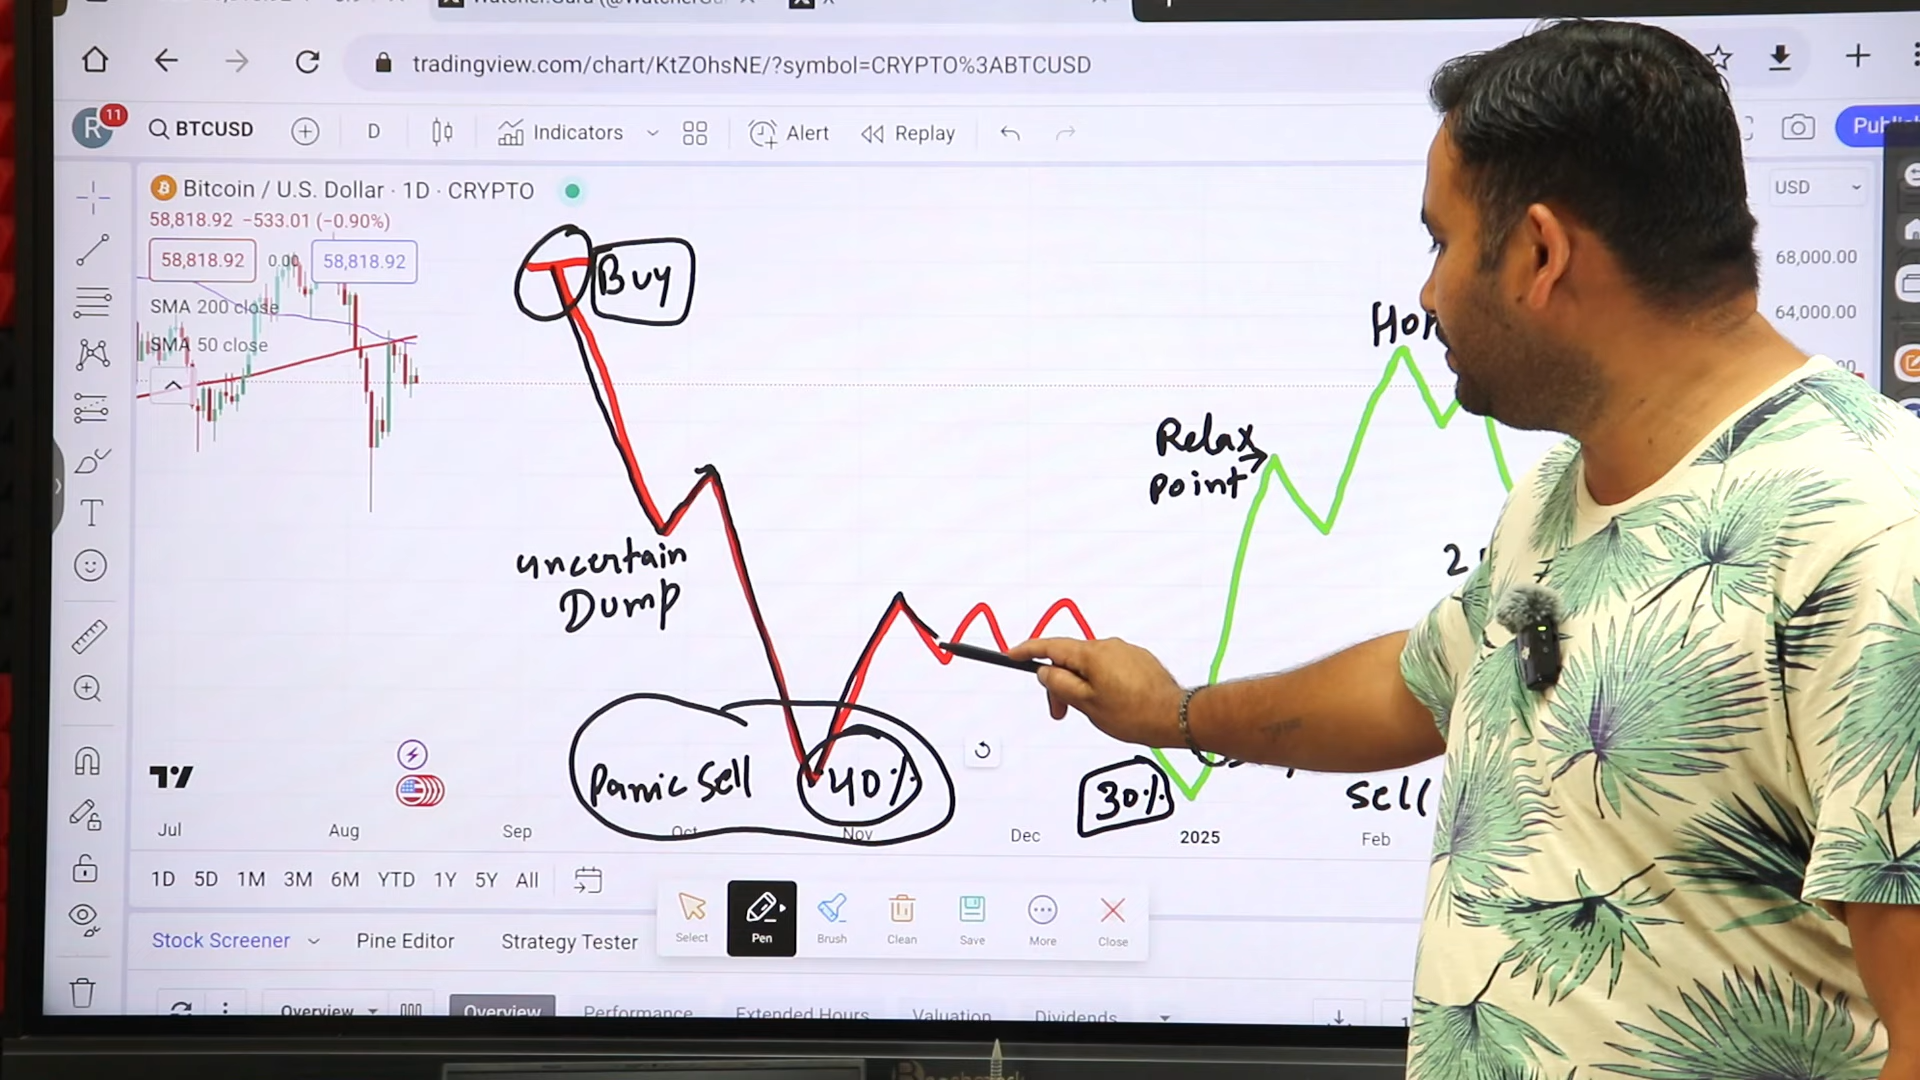 tradingview.com/chart/KtZOhsNE/?symbol=CRYPTO%3ABTCUSD
R 11 BTCUSD D Indicators Alert Replay
Bitcoin / U.S. Dollar · 1D · CRYPTO
USD
58,818.92 −533.01 (−0.90%)
58,818.92 0.00 58,818.92
68,000.00
SMA 200 close
64,000.00
SMA 50 close
Buy
Relax
Point
uncertain
Dump
Panic Sell 40%
30%
Sell
Jul Aug Sep Oct Nov Dec 2025 Feb
1D 5D 1M 3M 6M YTD 1Y 5Y All
Select Pen Brush Clean Save More Close
Stock Screener Pine Editor Strategy Tester
Overview Overview Performance Extended Hours Valuation Dividends